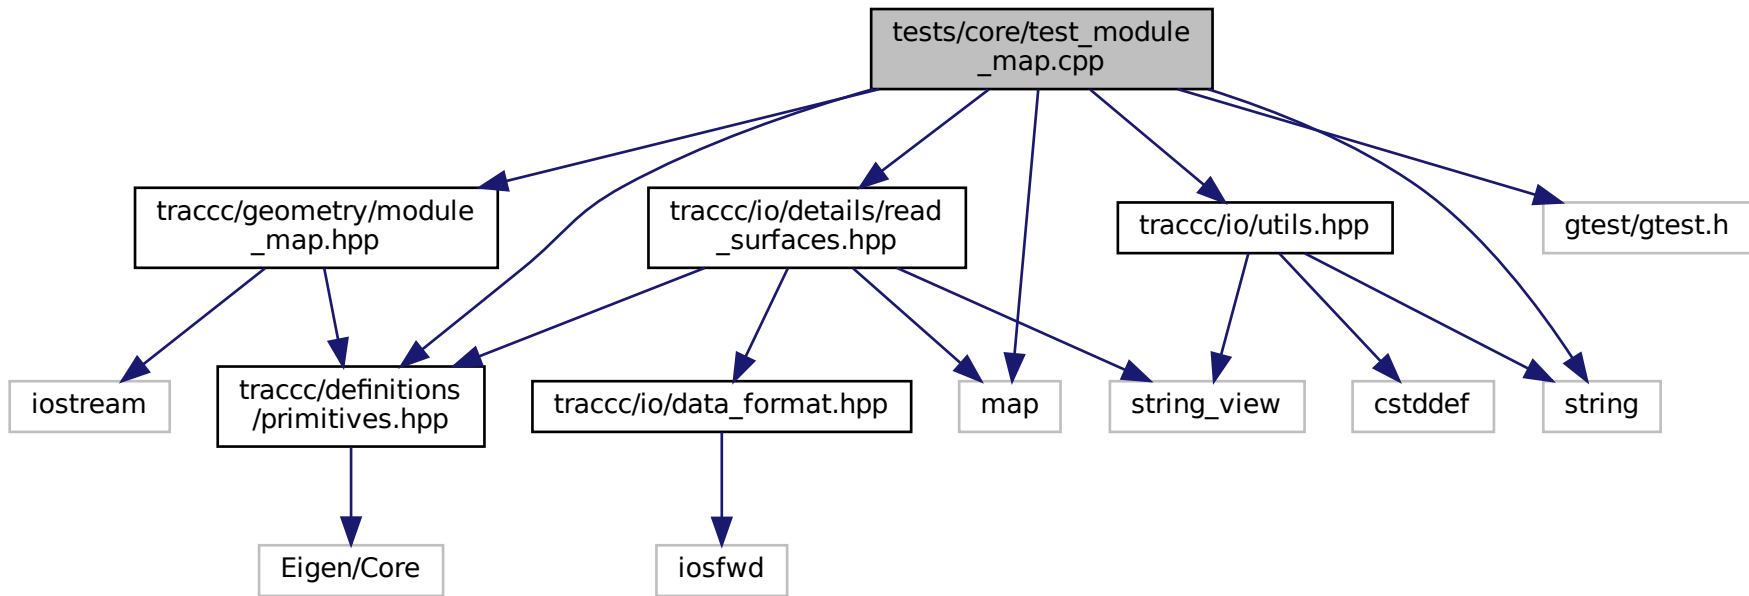 tests/core/test_module
_map.cpp
traccc/geometry/module
_map.hpp
traccc/io/details/read
_surfaces.hpp
traccc/io/utils.hpp
gtest/gtest.h
iostream
traccc/definitions
/primitives.hpp
traccc/io/data_format.hpp
map
string_view
cstddef
string
Eigen/Core
iosfwd